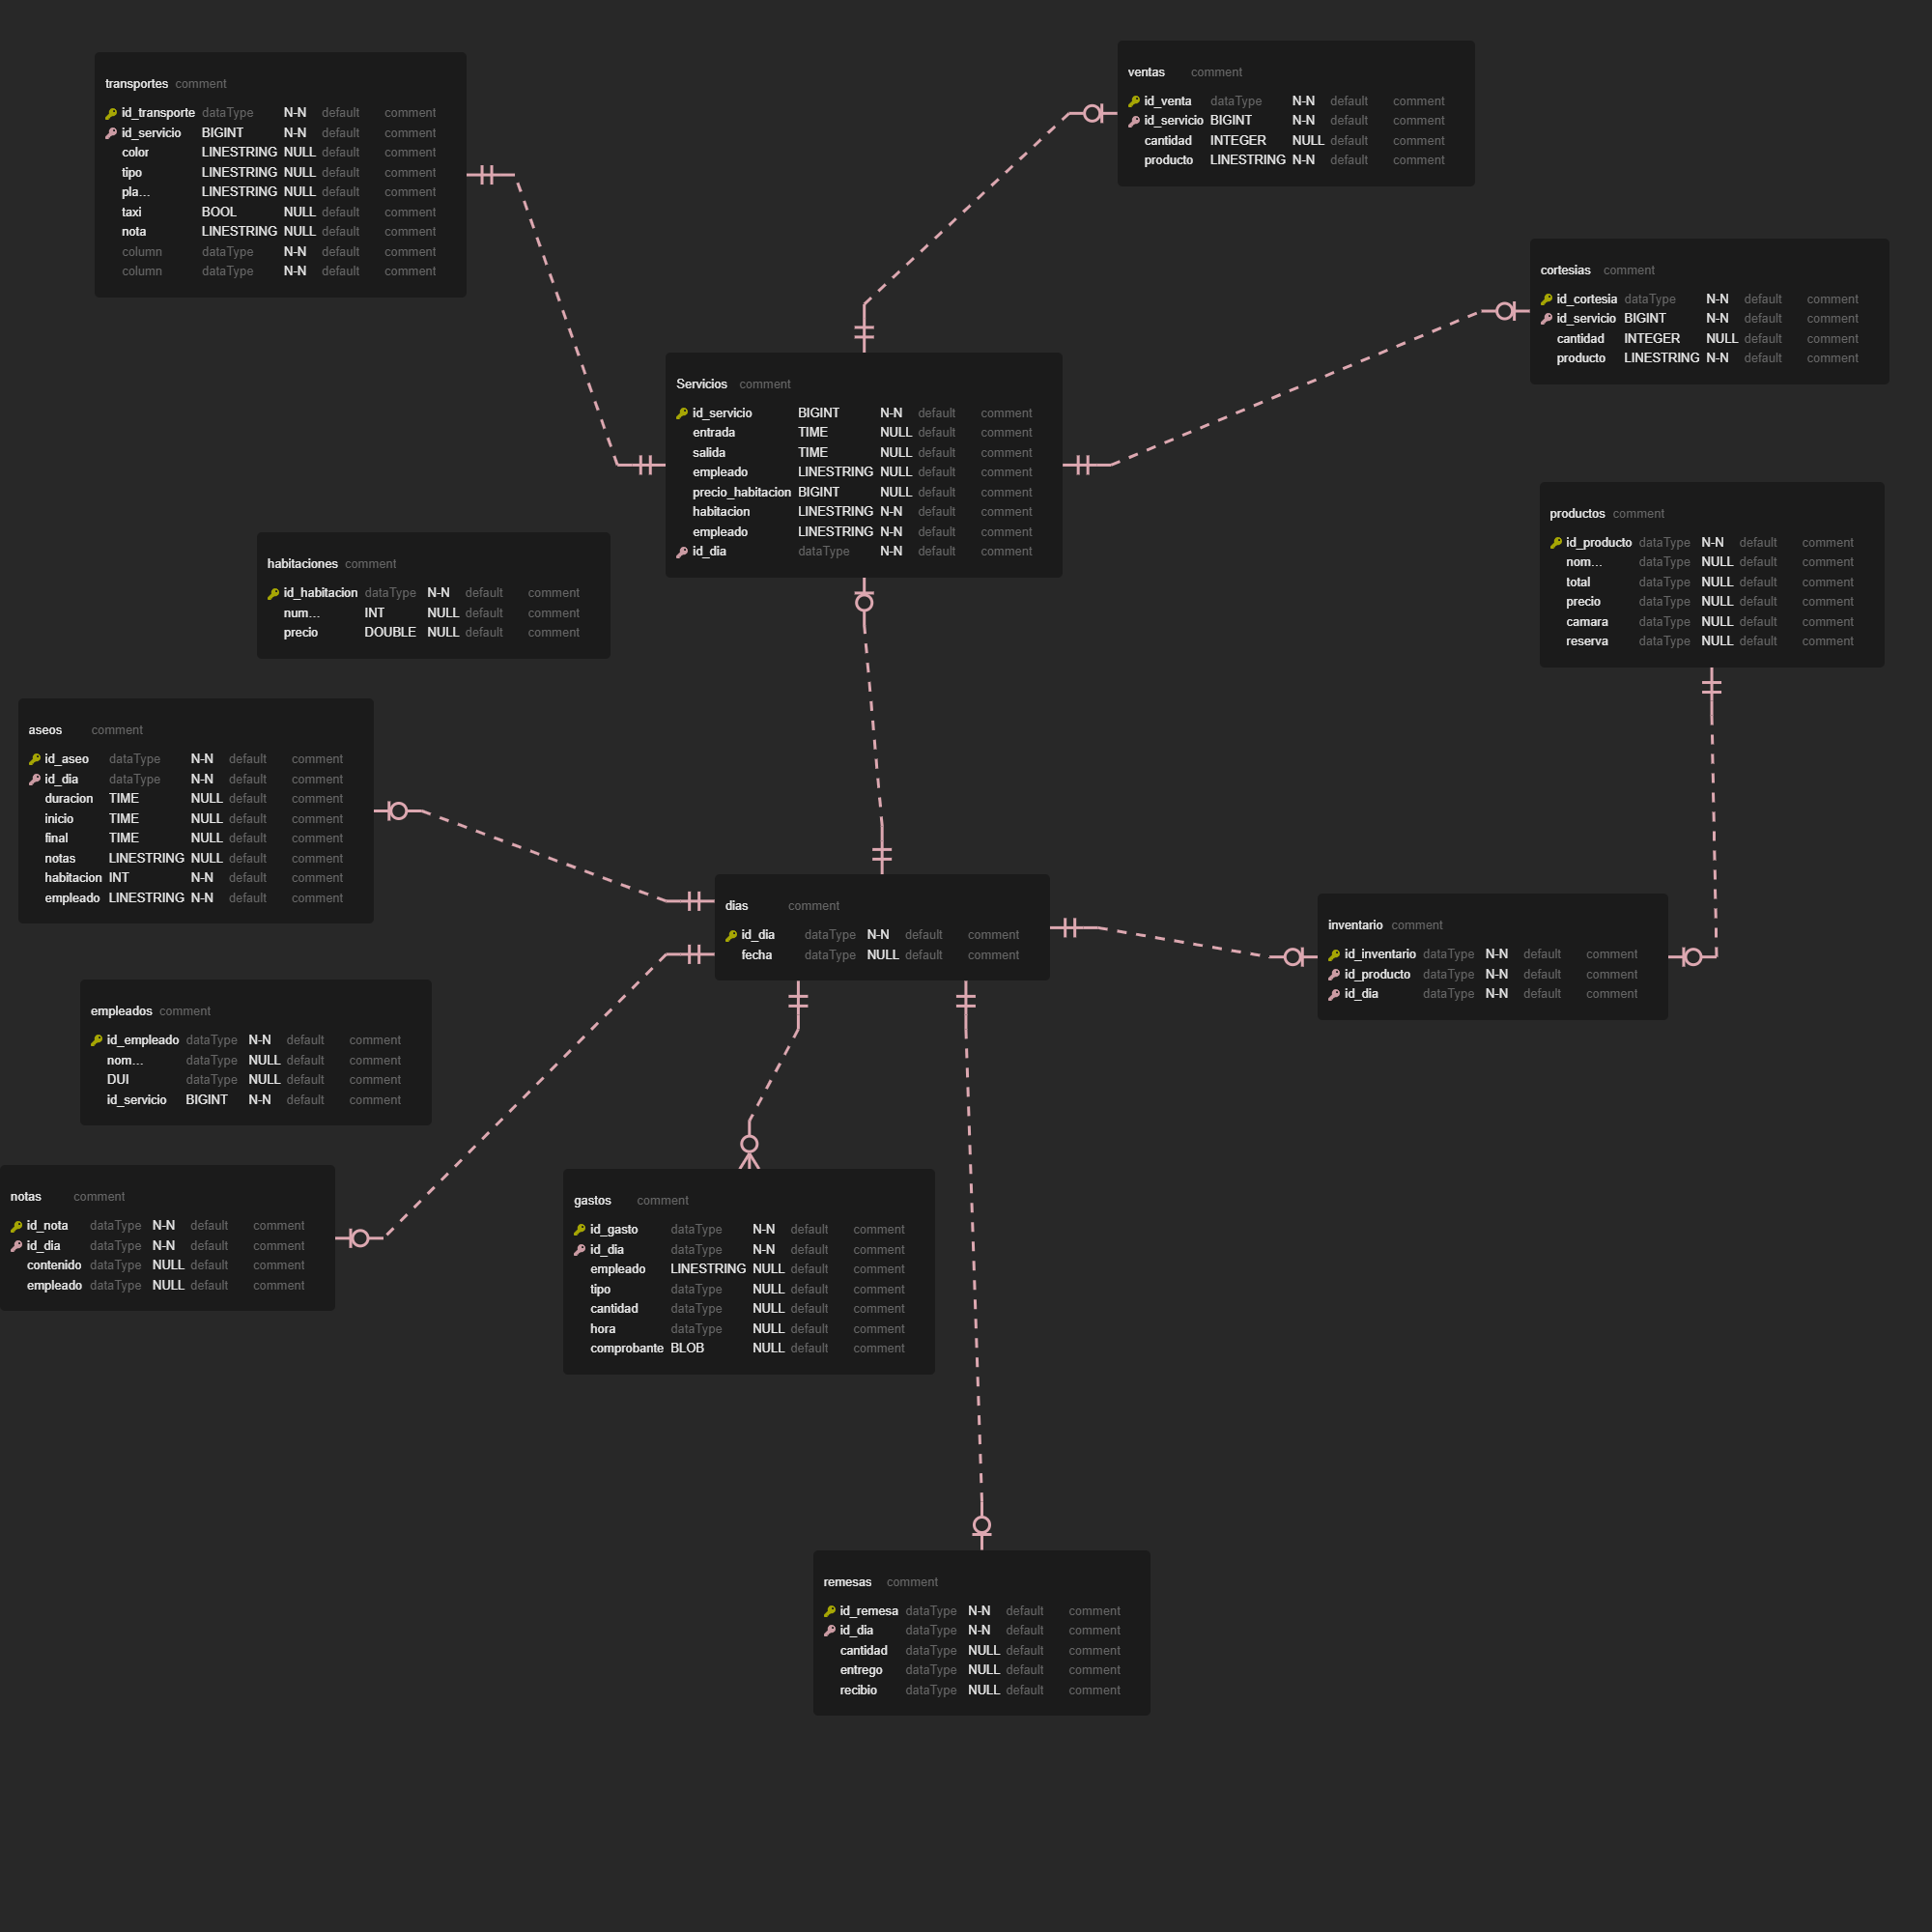 transportes comment
id_transporte dataType N-N default comment
id_servicio BIGINT N-N default comment
color LINESTRING NULL default comment
tipo LINESTRING NULL default comment
pla... LINESTRING NULL default comment
taxi BOOL NULL default comment
nota LINESTRING NULL default comment
column dataType N-N default comment
column dataType N-N default comment
ventas comment
id_venta dataType N-N default comment
id_servicio BIGINT N-N default comment
cantidad INTEGER NULL default comment
producto LINESTRING N-N default comment
cortesias comment
id_cortesia dataType N-N default comment
id_servicio BIGINT N-N default comment
cantidad INTEGER NULL default comment
producto LINESTRING N-N default comment
Servicios comment
id_servicio BIGINT N-N default comment
entrada TIME NULL default comment
salida TIME NULL default comment
empleado LINESTRING NULL default comment
precio_habitacion BIGINT NULL default comment
habitacion LINESTRING N-N default comment
empleado LINESTRING N-N default comment
id_dia dataType N-N default comment
productos comment
id_producto dataType N-N default comment
nom... dataType NULL default comment
total dataType NULL default comment
precio dataType NULL default comment
camara dataType NULL default comment
reserva dataType NULL default comment
habitaciones comment
id_habitacion dataType N-N default comment
num... INT NULL default comment
precio DOUBLE NULL default comment
aseos comment
id_aseo dataType N-N default comment
id_dia dataType N-N default comment
duracion TIME NULL default comment
inicio TIME NULL default comment
final TIME NULL default comment
notas LINESTRING NULL default comment
habitacion INT N-N default comment
empleado LINESTRING N-N default comment
dias comment
id_dia dataType N-N default comment
fecha dataType NULL default comment
inventario comment
id_inventario dataType N-N default comment
id_producto dataType N-N default comment
id_dia dataType N-N default comment
empleados comment
id_empleado dataType N-N default comment
nom... dataType NULL default comment
DUI dataType NULL default comment
id_servicio BIGINT N-N default comment
notas comment
id_nota dataType N-N default comment
id_dia dataType N-N default comment
contenido dataType NULL default comment
empleado dataType NULL default comment
gastos comment
id_gasto dataType N-N default comment
id_dia dataType N-N default comment
empleado LINESTRING NULL default comment
tipo dataType NULL default comment
cantidad dataType NULL default comment
hora dataType NULL default comment
comprobante BLOB NULL default comment
remesas comment
id_remesa dataType N-N default comment
id_dia dataType N-N default comment
cantidad dataType NULL default comment
entrego dataType NULL default comment
recibio dataType NULL default comment